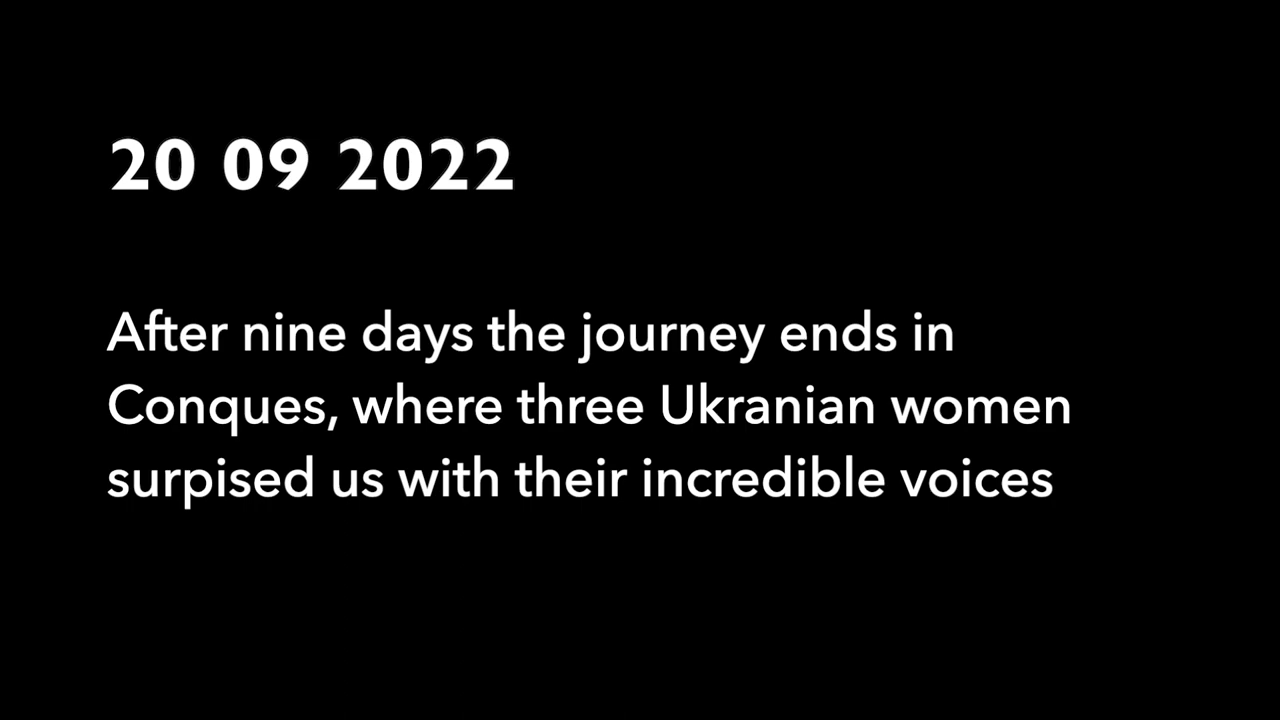 20 09 2022
After nine days the journey ends in
Conques, where three Ukranian women
surpised us with their incredible voices